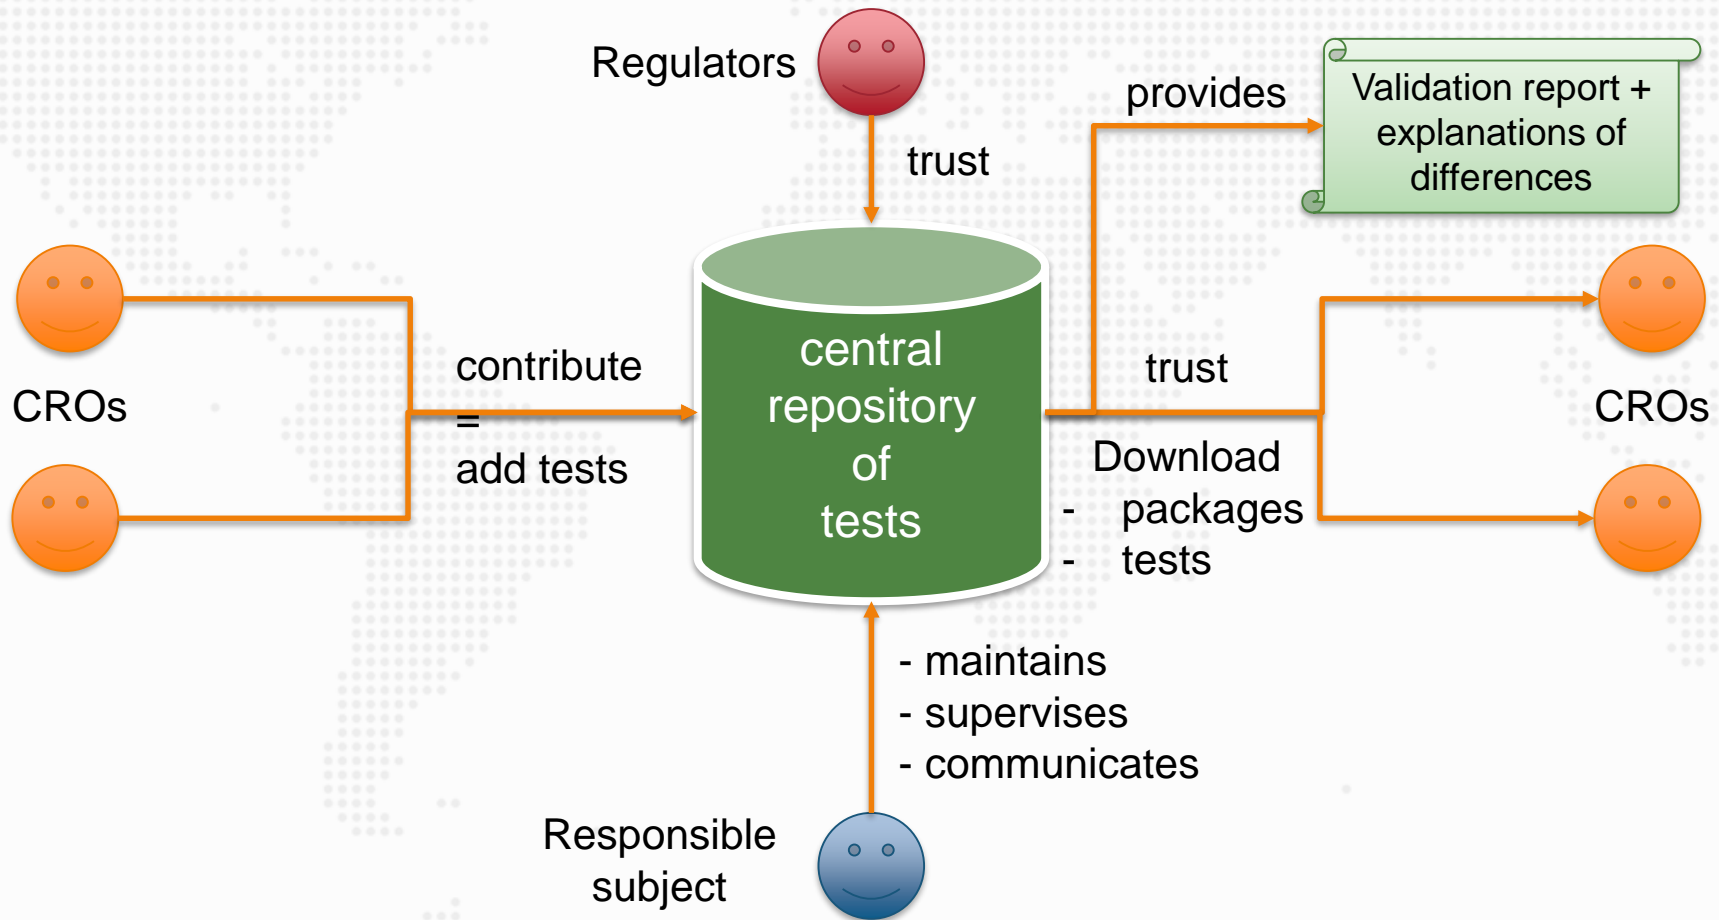 Regulators
trust
provides
Validation report +
explanations of
differences
CROs
contribute
=
add tests
central
repository
of
tests
trust
Download
- packages
- tests
CROs
- maintains
- supervises
- communicates
Responsible
subject